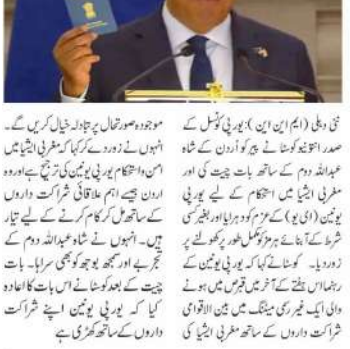 نئی دہلی (ایم این این): یورپی کونسل کے
صدر انتونیو کوستا نے پیر کو اُردن کے شاہ
عبداللہ دوم کے ساتھ بات چیت کی اور
مغربی ایشیا میں استحکام کے لیے یورپی
یونین (ای یو) کے عزم کو دہرایا اور بغیر کسی
شرط کے آبنائے ہرمز کو مکمل طور پر کھولنے پر
زور دیا۔ کوستا نے کہا کہ یورپی یونین کے
رہنما اس ہفتے کے آخر میں قبرص میں ہونے
والی ایک غیر رسمی میٹنگ میں بین الاقوامی
شراکت داروں کے ساتھ مغربی ایشیا کی
موجودہ صورتحال پر تبادلہ خیال کریں گے۔
انہوں نے زور دے کر کہا کہ مغربی ایشیا میں
امن و استحکام یورپی یونین کی ترجیح ہے اور وہ
اردن جیسے اہم علاقائی شراکت داروں
کے ساتھ مل کر کام کرنے کے لیے تیار
ہیں۔ انہوں نے شاہ عبداللہ دوم کے
تجربے اور سمجھ بوجھ کو بھی سراہا۔ بات
چیت کے بعد کوستا نے اس بات کا اعادہ
کیا کہ یورپی یونین اپنے شراکت
داروں کے ساتھ کھڑی ہے